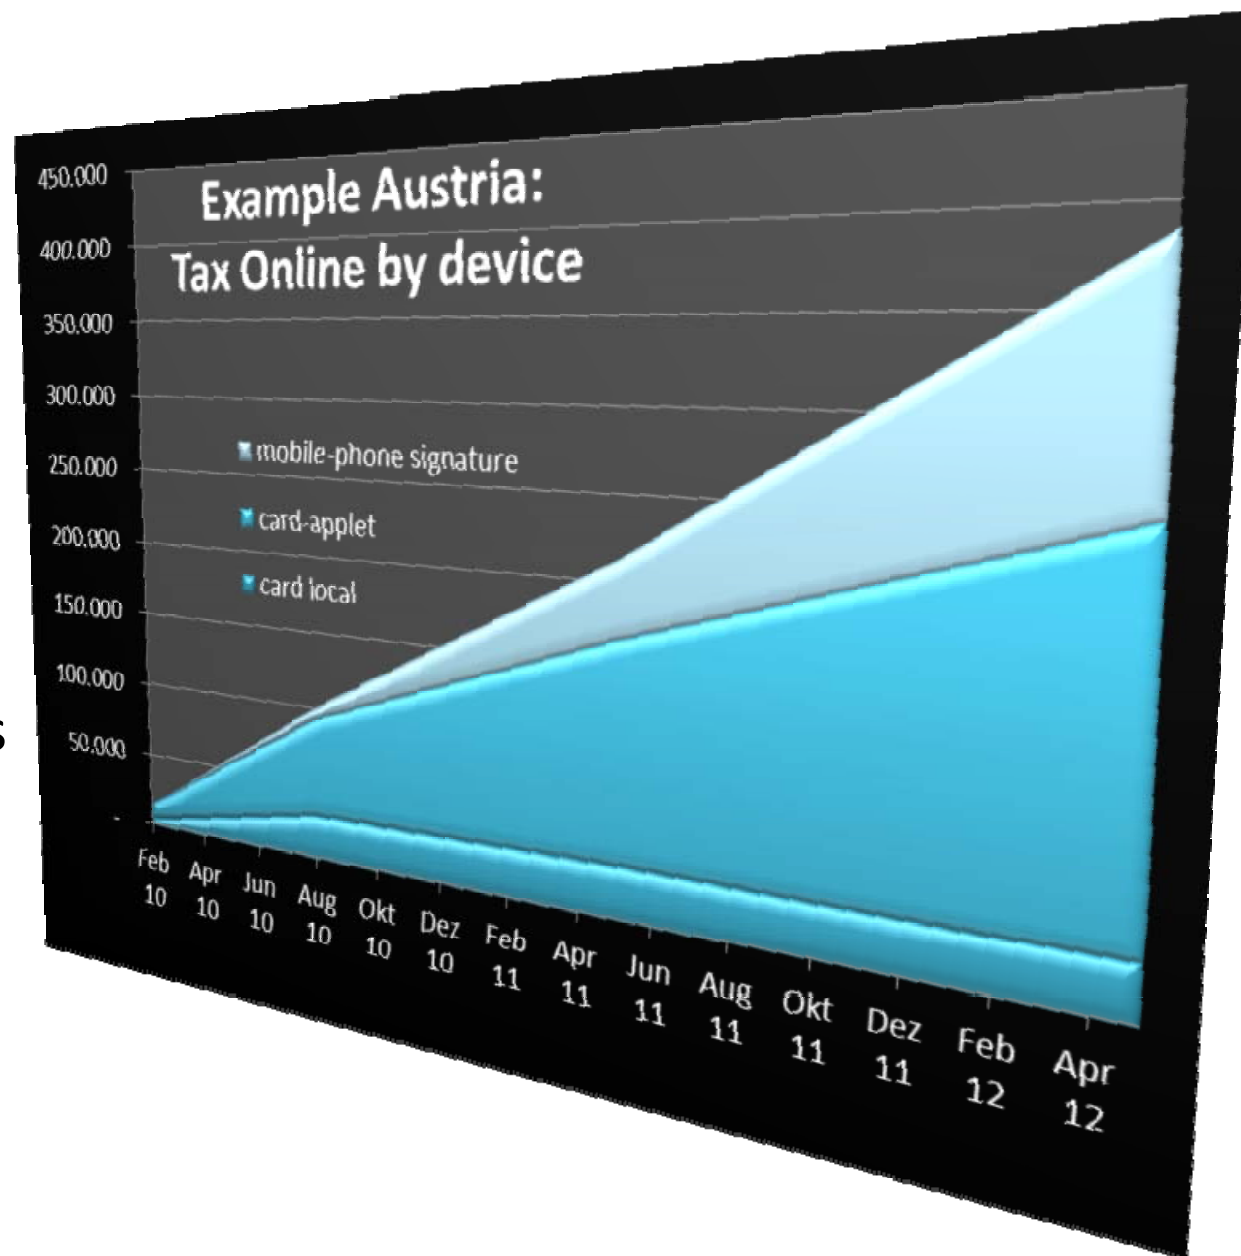 Example Austria:
Tax Online by device
450.000
400.000
350.000
300.000
250.000
200.000
150.000
100.000
50.000
-
mobile-phone signature
card-applet
card local
s
Feb 10
Apr 10
Jun 10
Aug 10
Okt 10
Dez 10
Feb 11
Apr 11
Jun 11
Aug 11
Okt 11
Dez 11
Feb 12
Apr 12